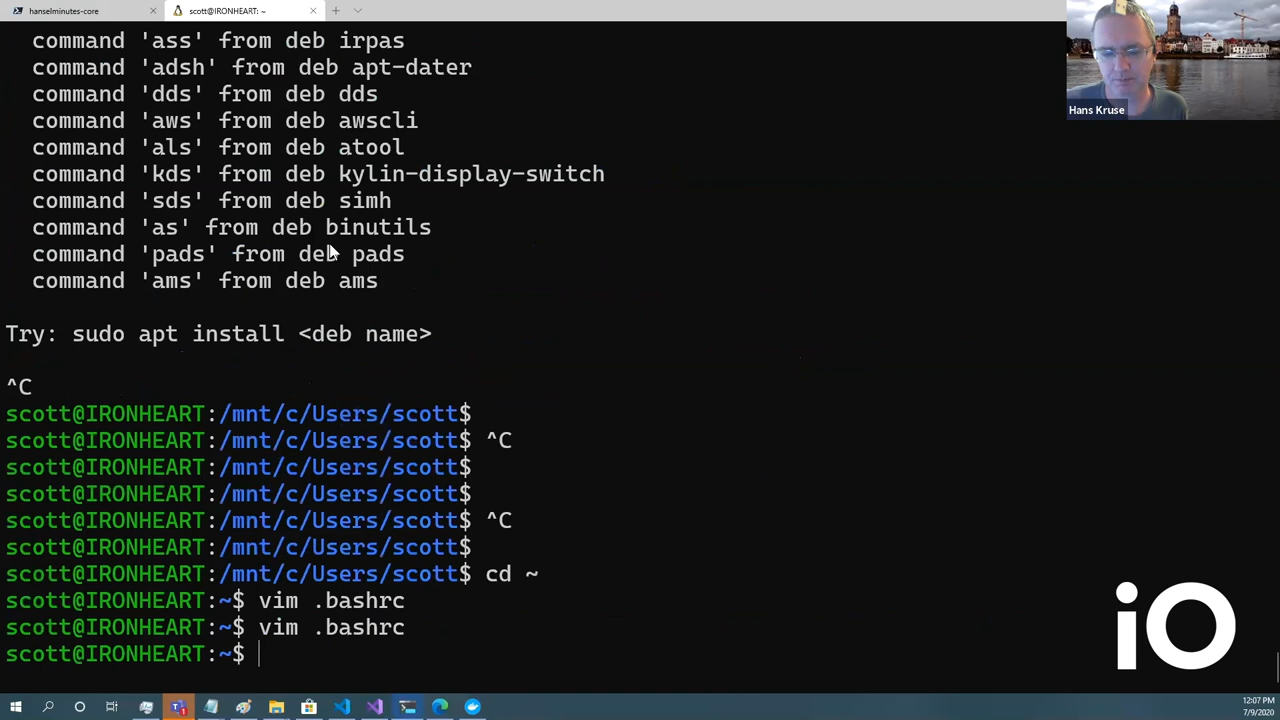 hanselminutes-core
scott@IRONHEART: ~
command 'ass' from deb irpas
command 'adsh' from deb apt-dater
command 'dds' from deb dds
command 'aws' from deb awscli
command 'als' from deb atool
command 'kds' from deb kylin-display-switch
command 'sds' from deb simh
command 'as' from deb binutils
command 'pads' from deb pads
command 'ams' from deb ams
Try: sudo apt install <deb name>
^C
scott@IRONHEART:/mnt/c/Users/scott$
scott@IRONHEART:/mnt/c/Users/scott$ ^C
scott@IRONHEART:/mnt/c/Users/scott$
scott@IRONHEART:/mnt/c/Users/scott$
scott@IRONHEART:/mnt/c/Users/scott$ ^C
scott@IRONHEART:/mnt/c/Users/scott$
scott@IRONHEART:/mnt/c/Users/scott$ cd ~
scott@IRONHEART:~$ vim .bashrc
scott@IRONHEART:~$ vim .bashrc
scott@IRONHEART:~$
Hans Kruse
iO
12:07 PM
7/9/2020